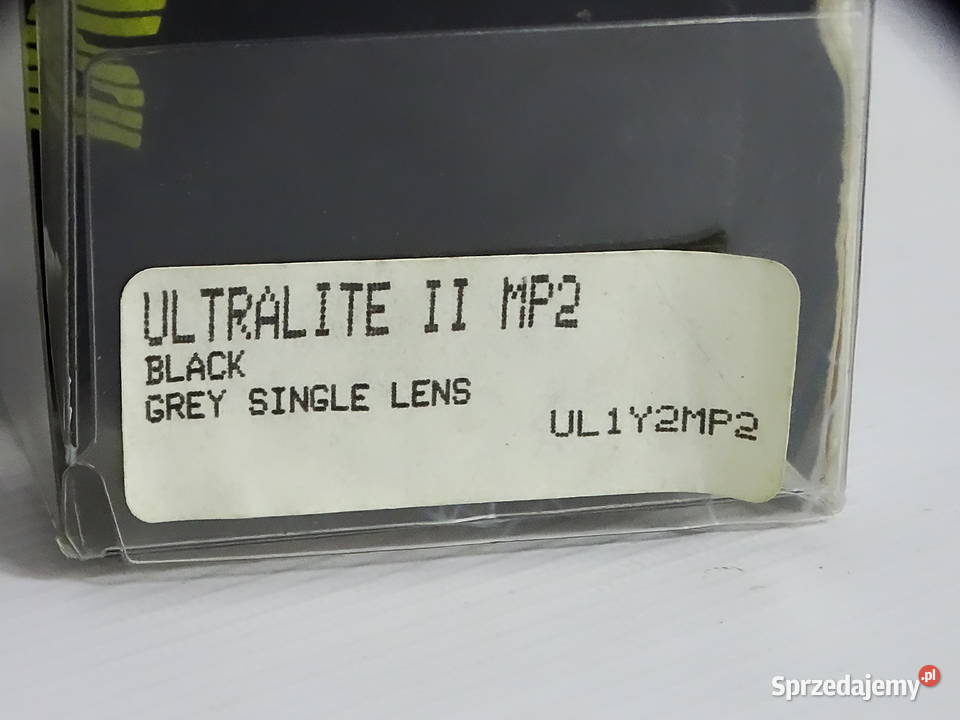 ULTRALITE II MP2
BLACK
GREY SINGLE LENS
UL1Y2MP2
Sprzedajemy.pl